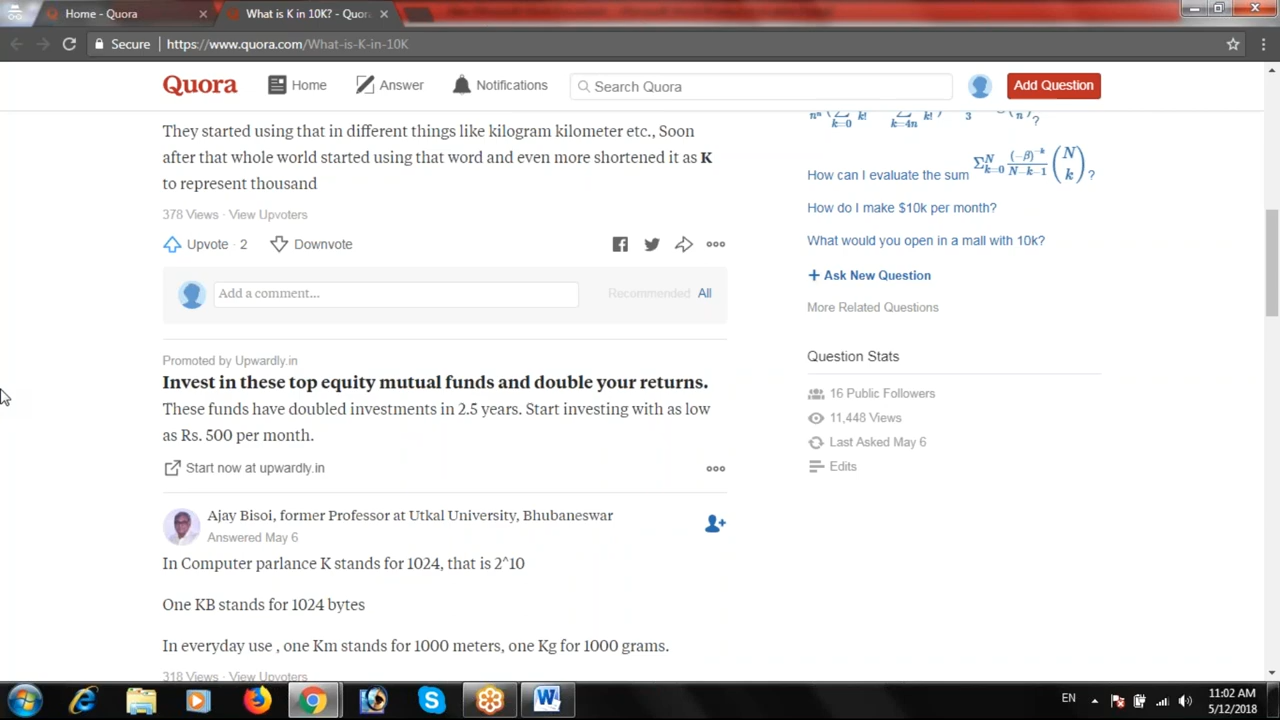 Home - Quora
What is K in 10K? - Quor
Secure
https://www.quora.com/What-is-K-in-10K
Quora
Home
Answer
Notifications
Search Quora
Add Question
They started using that in different things like kilogram kilometer etc., Soon
after that whole world started using that word and even more shortened it as K
to represent thousand
378 Views · View Upvoters
Upvote · 2
Downvote
Add a comment...
Recommended All
Promoted by Upwardly.in
Invest in these top equity mutual funds and double your returns.
These funds have doubled investments in 2.5 years. Start investing with as low
as Rs. 500 per month.
Start now at upwardly.in
Ajay Bisoi, former Professor at Utkal University, Bhubaneswar
Answered May 6
In Computer parlance K stands for 1024, that is 2^10
One KB stands for 1024 bytes
In everyday use , one Km stands for 1000 meters, one Kg for 1000 grams.
318 Views · View Upvoters
How can I evaluate the sum Σ_{k=0}^{N} (−β)^{−k}/(N−k−1) (N k) ?
How do I make $10k per month?
What would you open in a mall with 10k?
+ Ask New Question
More Related Questions
Question Stats
16 Public Followers
11,448 Views
Last Asked May 6
Edits
EN
11:02 AM
5/12/2018